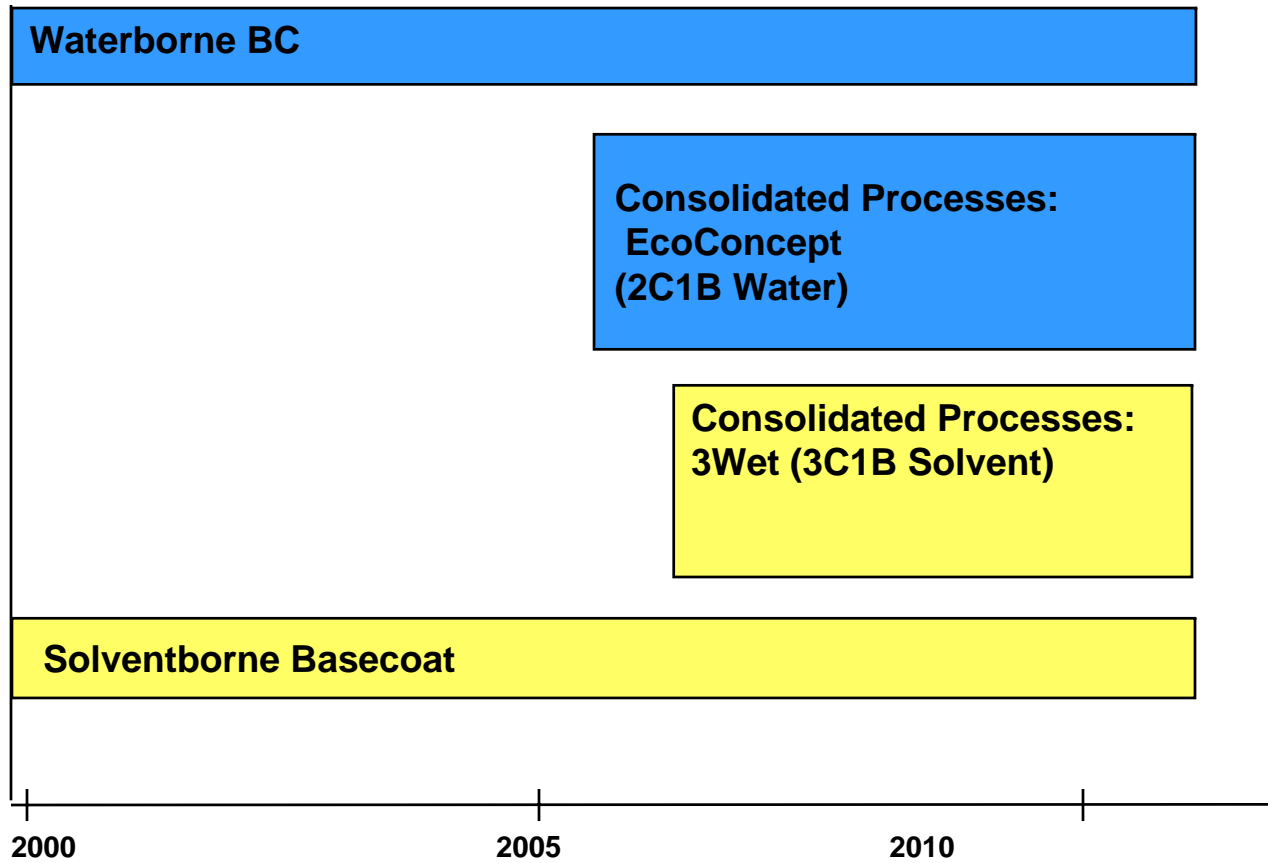 Waterborne BC
Consolidated Processes:
EcoConcept
(2C1B Water)
Consolidated Processes:
3Wet (3C1B Solvent)
Solventborne Basecoat
2000 2005 2010